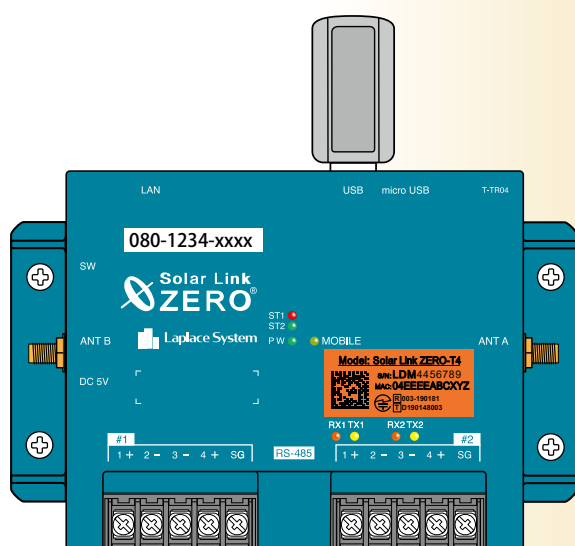 LAN
USB
micro USB
T-TR04
080-1234-xxxx
SW
Solar Link
ZERO®
ST1
ST2
PW
MOBILE
ANT B
Laplace System
ANT A
Model: Solar Link ZERO-T4
S/N: LDM4456789
MAC: 04EEEEABCXYZ
R 003-190181
T D190148003
DC 5V
RX1 TX1
RX2 TX2
#1
#2
1 + 2 − 3 − 4 + SG
RS-485
1 + 2 − 3 − 4 + SG